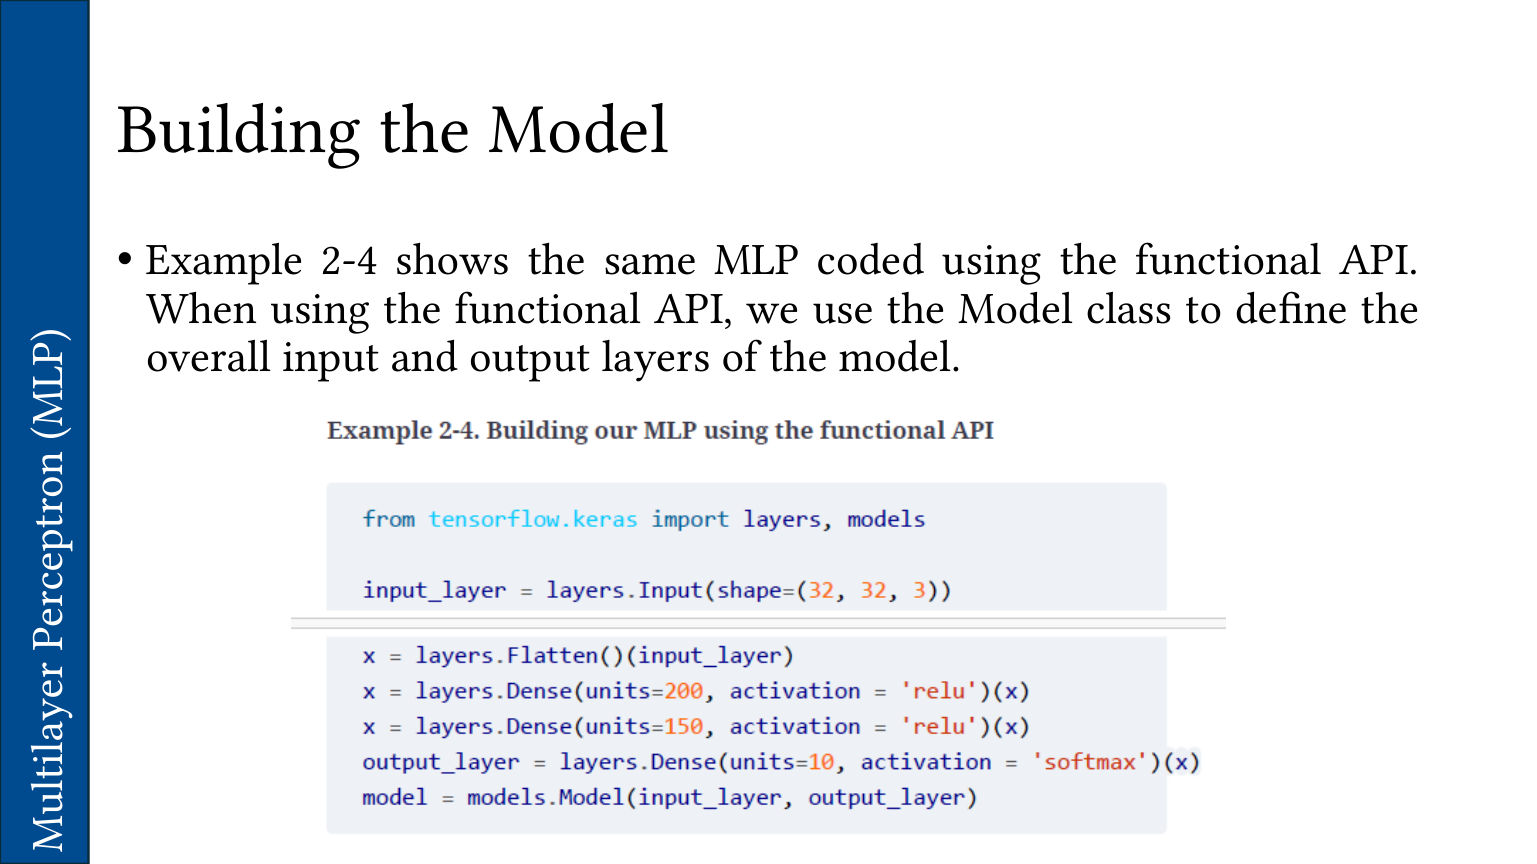 Multilayer Perceptron (MLP)
Building the Model
• Example 2-4 shows the same MLP coded using the functional API.
When using the functional API, we use the Model class to define the
overall input and output layers of the model.
Example 2-4. Building our MLP using the functional API
from tensorflow.keras import layers, models
input_layer = layers.Input(shape=(32, 32, 3))
x = layers.Flatten()(input_layer)
x = layers.Dense(units=200, activation = 'relu')(x)
x = layers.Dense(units=150, activation = 'relu')(x)
output_layer = layers.Dense(units=10, activation = 'softmax')(x)
model = models.Model(input_layer, output_layer)